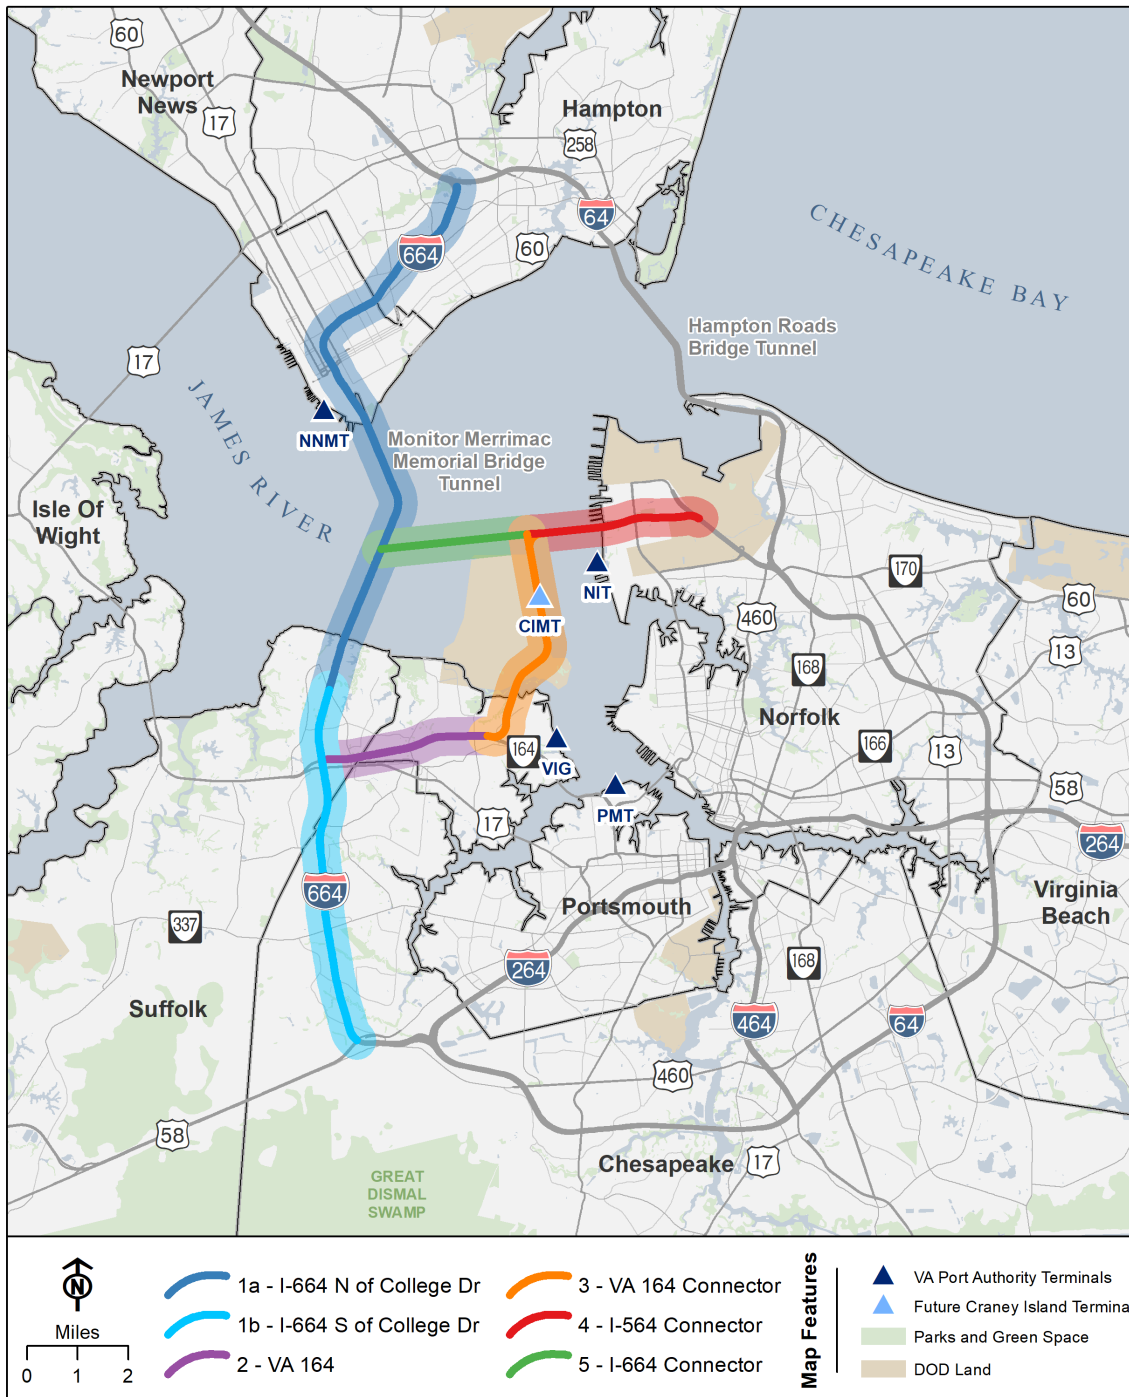 60
Newport
News
17
Hampton
258
64
664
60
CHESAPEAKE BAY
Hampton Roads
Bridge Tunnel
17
JAMES RIVER
NNMT
Monitor Merrimac
Memorial Bridge
Tunnel
Isle Of
Wight
NIT
CIMT
170
60
460
13
168
Norfolk
166
13
164
VIG
58
PMT
17
264
664
Virginia
Beach
Portsmouth
337
264
168
Suffolk
464
64
460
58
Chesapeake
17
GREAT
DISMAL
SWAMP
N
Miles
0 1 2
1a - I-664 N of College Dr
1b - I-664 S of College Dr
2 - VA 164
3 - VA 164 Connector
4 - I-564 Connector
5 - I-664 Connector
Map Features
VA Port Authority Terminals
Future Craney Island Termina
Parks and Green Space
DOD Land